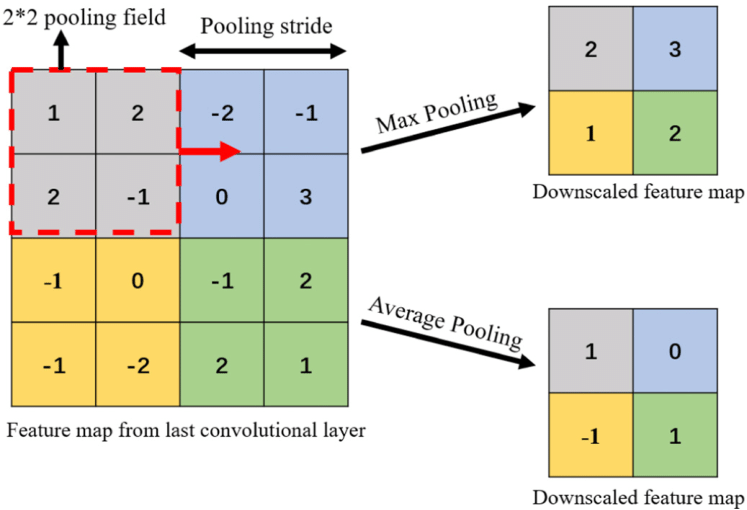 2*2 pooling field
Pooling stride
1 2 -2 -1
2 -1 0 3
-1 0 -1 2
-1 -2 2 1
Feature map from last convolutional layer
Max Pooling
2 3
1 2
Downscaled feature map
Average Pooling
1 0
-1 1
Downscaled feature map